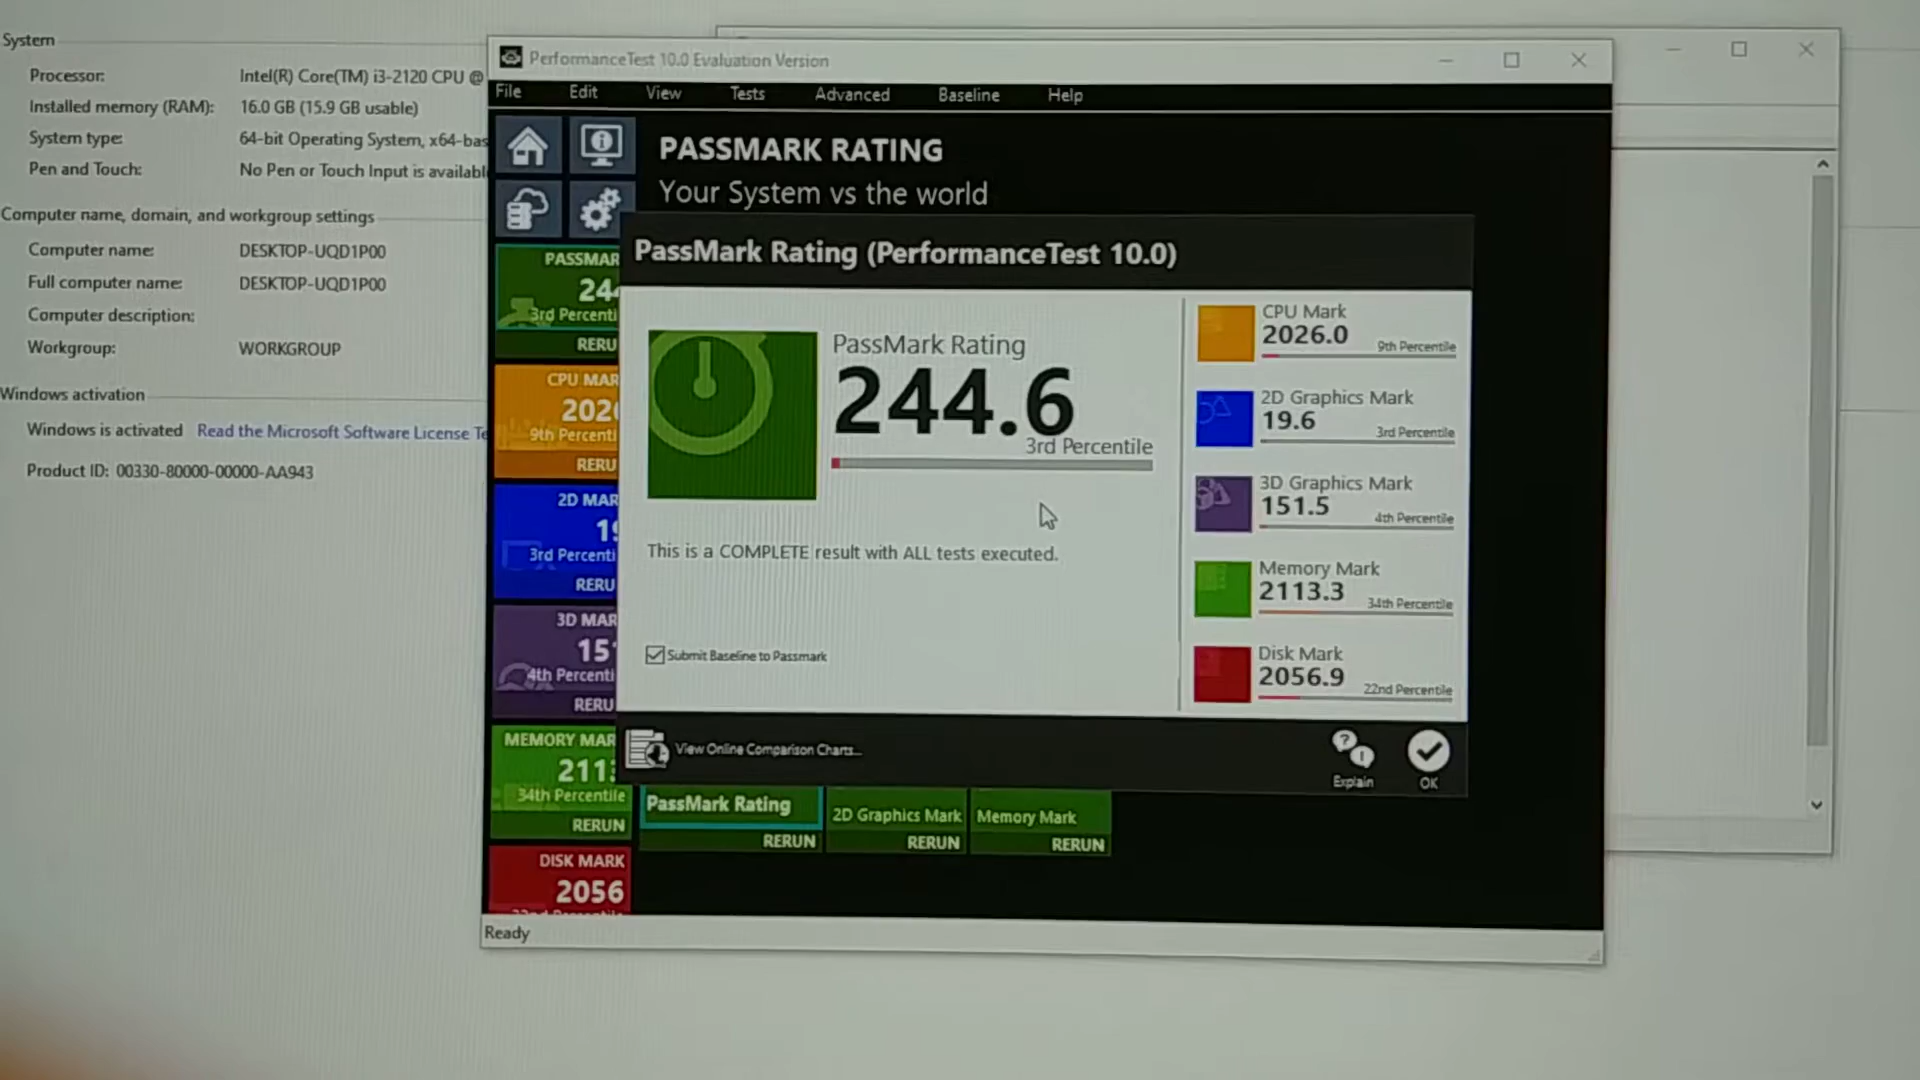 System
Processor: Intel(R) Core(TM) i3-2120 CPU @
Installed memory (RAM): 16.0 GB (15.9 GB usable)
System type: 64-bit Operating System, x64-bas
Pen and Touch: No Pen or Touch Input is availabl
Computer name, domain, and workgroup settings
Computer name: DESKTOP-UQD1P00
Full computer name: DESKTOP-UQD1P00
Computer description:
Workgroup: WORKGROUP
Windows activation
Windows is activated Read the Microsoft Software License Te
Product ID: 00330-80000-00000-AA943
PerformanceTest 10.0 Evaluation Version
File Edit View Tests Advanced Baseline Help
PASSMARK RATING
Your System vs the world
PASSMAR
24
3rd Percenti
RERU
CPU MAR
202
9th Percenti
RERU
2D MAR
19
3rd Percenti
RERU
3D MAR
15
4th Percenti
RERU
MEMORY MAR
211
34th Percentile
RERUN
DISK MARK
2056
PassMark Rating (PerformanceTest 10.0)
PassMark Rating
244.6
3rd Percentile
This is a COMPLETE result with ALL tests executed.
Submit Baseline to Passmark
CPU Mark
2026.0
9th Percentile
2D Graphics Mark
19.6
3rd Percentile
3D Graphics Mark
151.5
4th Percentile
Memory Mark
2113.3
34th Percentile
Disk Mark
2056.9
22nd Percentile
View Online Comparison Charts...
Explain
OK
PassMark Rating
RERUN
2D Graphics Mark
RERUN
Memory Mark
RERUN
Ready